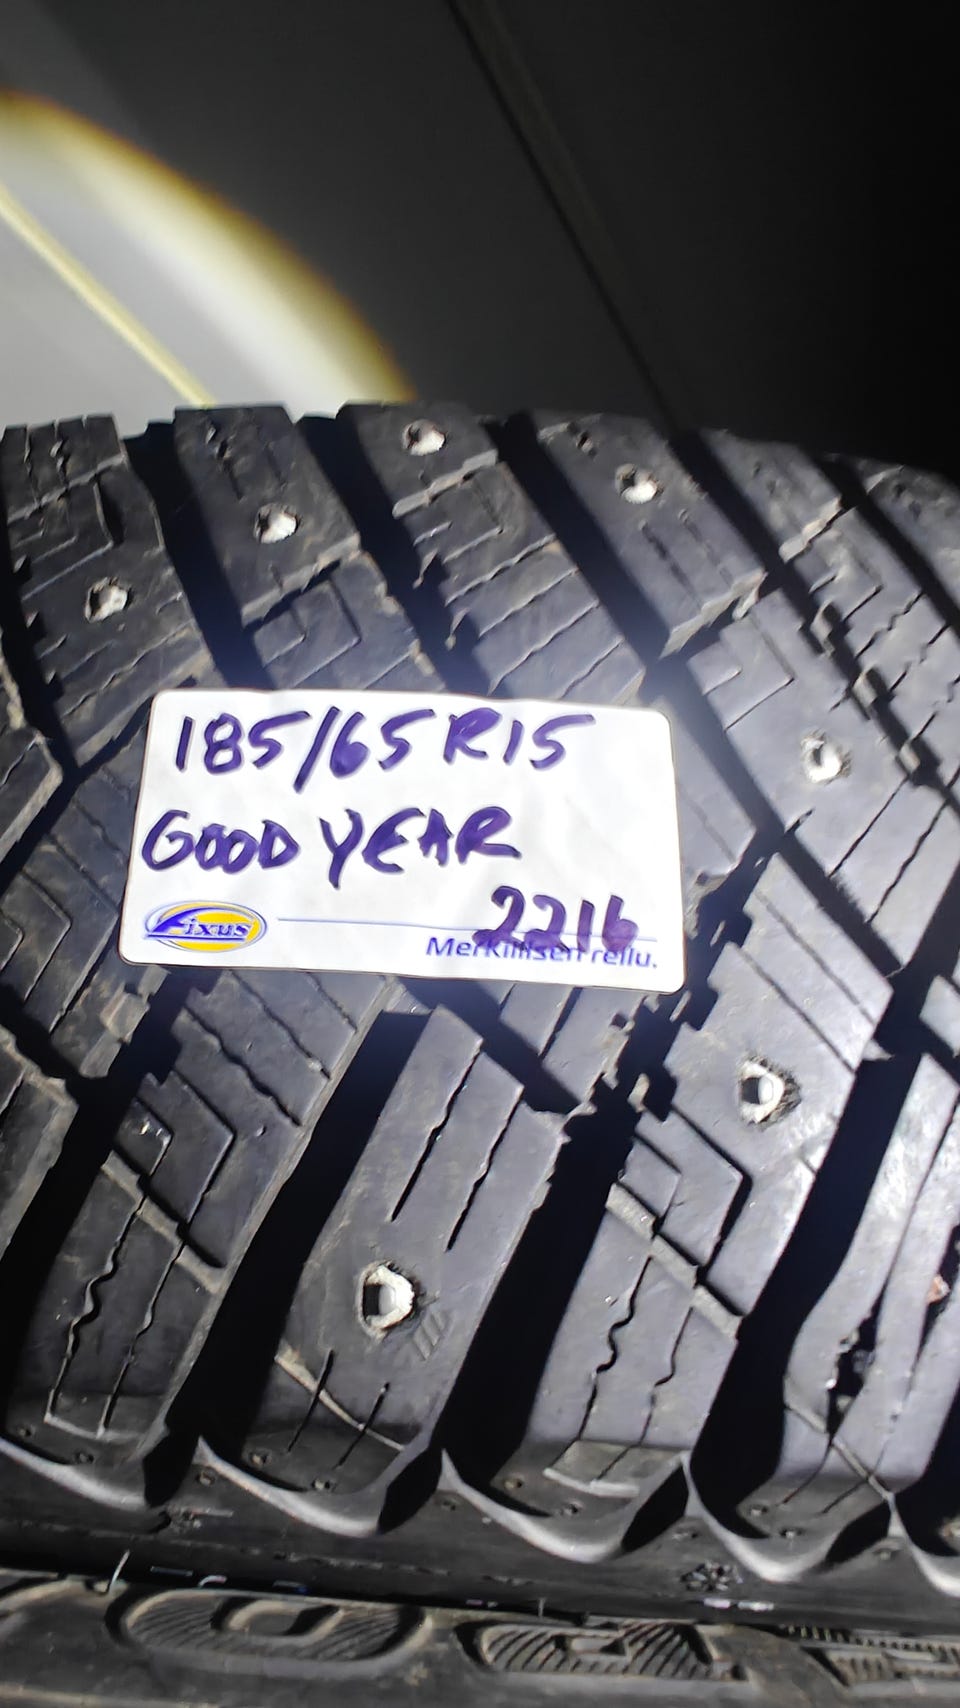 185/65 R15
GOOD YEAR
2216
Fixus
Merkillisen reilu.